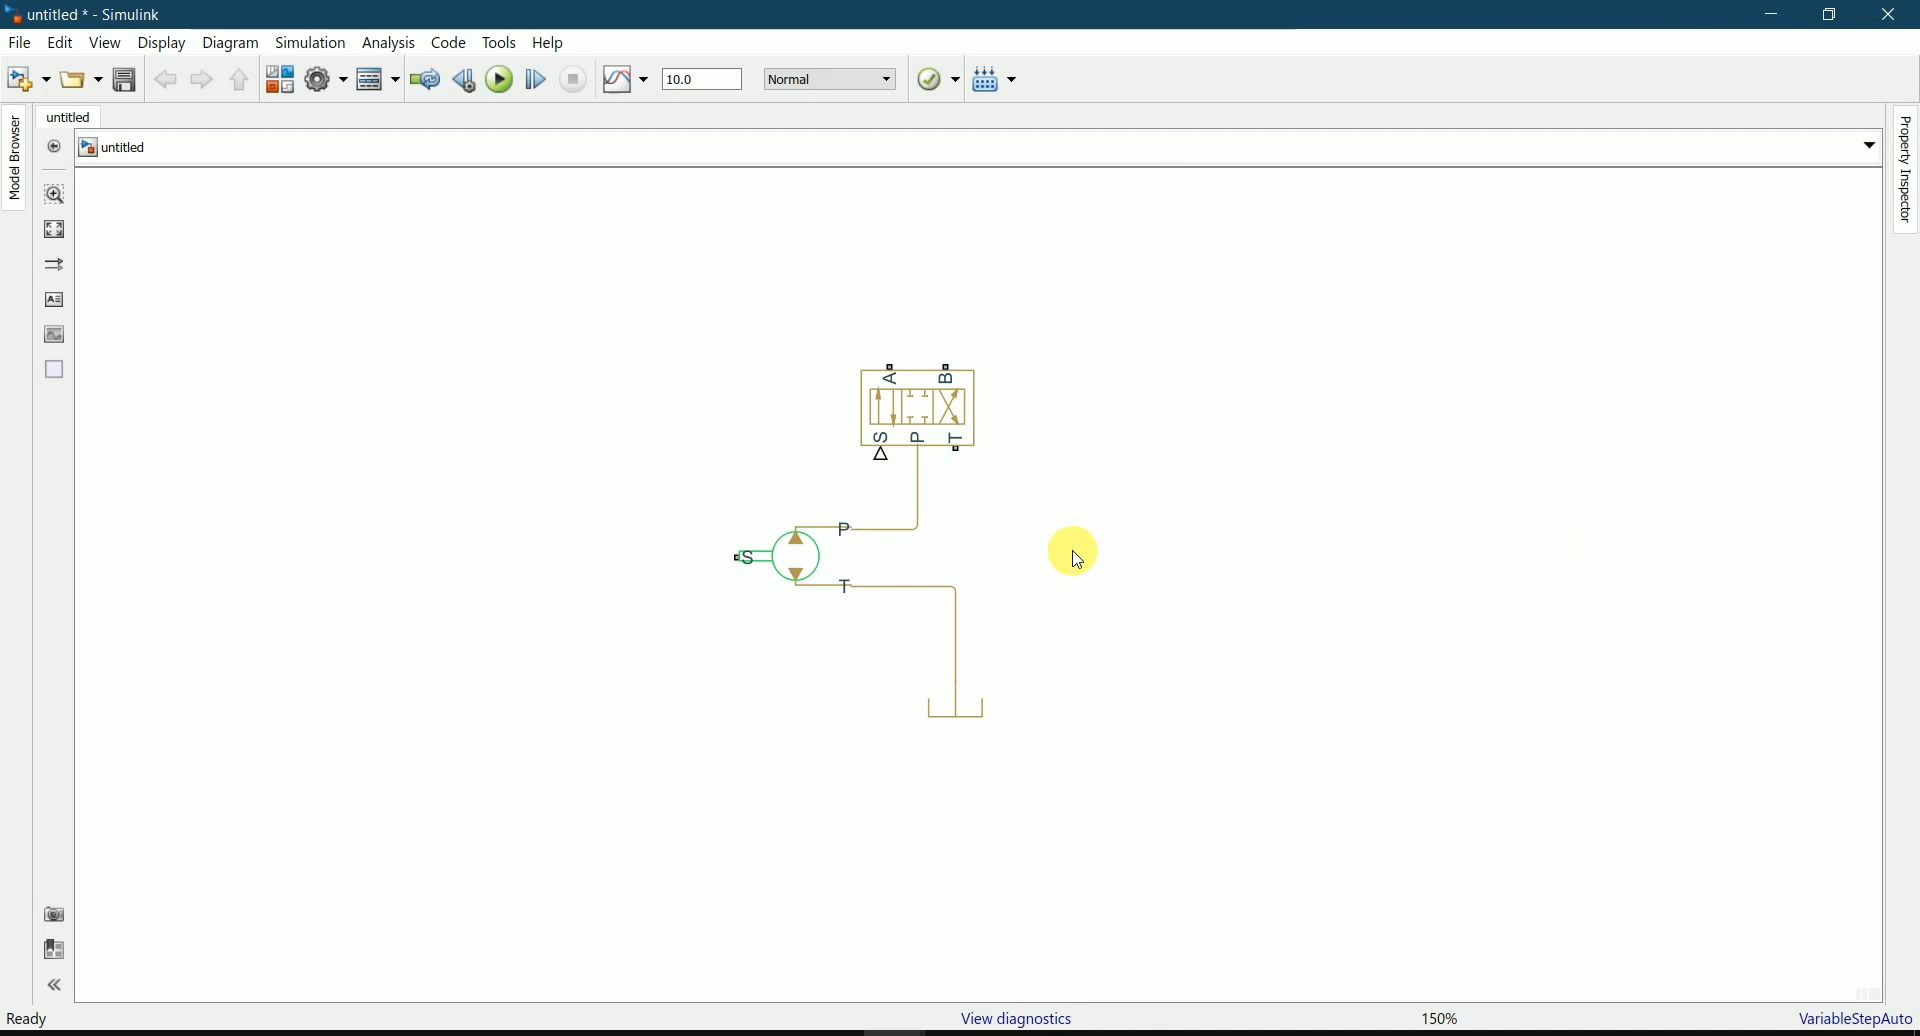 untitled * - Simulink
File Edit View Display Diagram Simulation Analysis Code Tools Help
10.0 Normal
Model Browser
untitled
untitled
Property Inspector
A B
S P T
P
S
T
Ready View diagnostics 150% VariableStepAuto